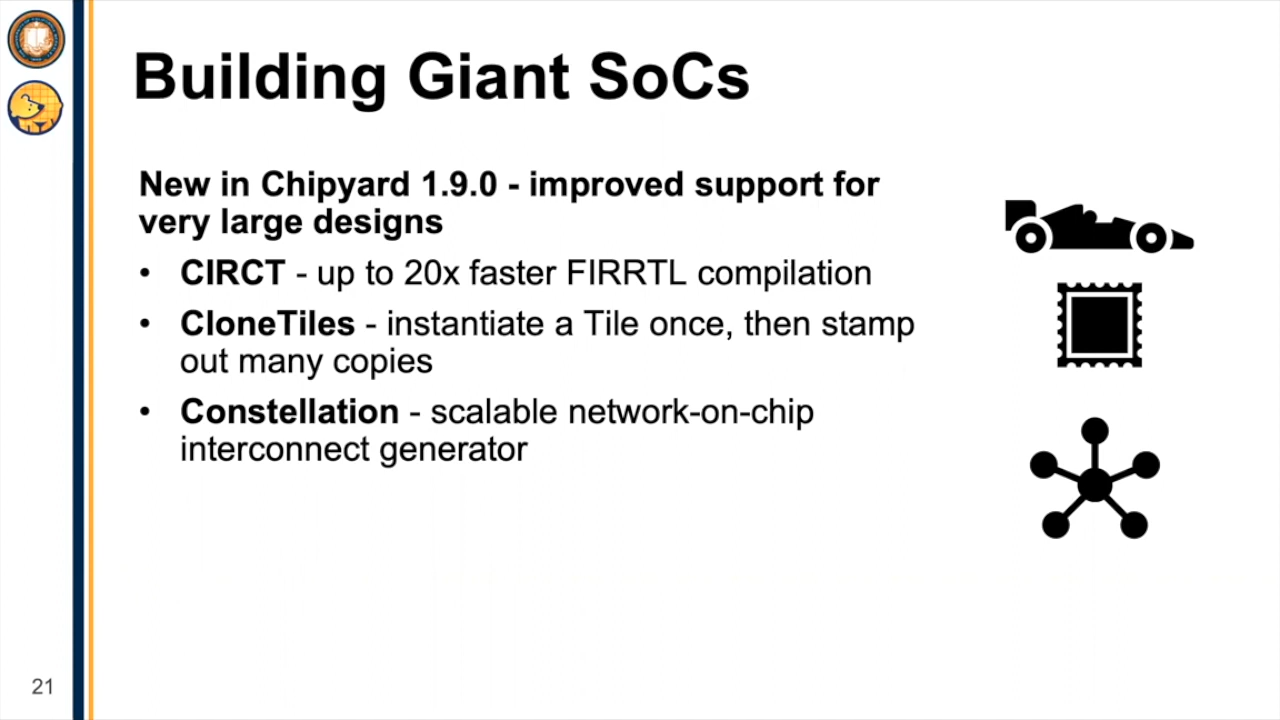 Building Giant SoCs
New in Chipyard 1.9.0 - improved support for
very large designs
• CIRCT - up to 20x faster FIRRTL compilation
• CloneTiles - instantiate a Tile once, then stamp
out many copies
• Constellation - scalable network-on-chip
interconnect generator
21